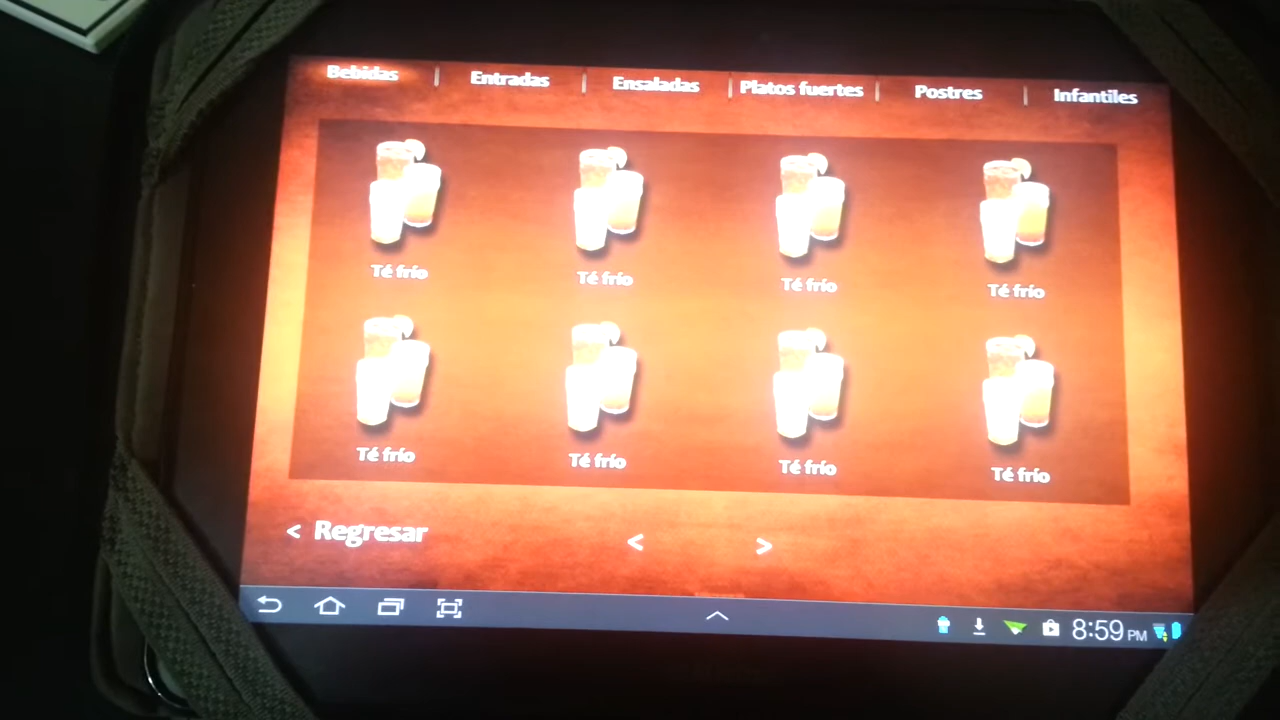 Bebidas | Entradas | Ensaladas | Platos fuertes | Postres | Infantiles
Té frío Té frío Té frío Té frío
Té frío Té frío Té frío Té frío
< Regresar < >
8:59 PM